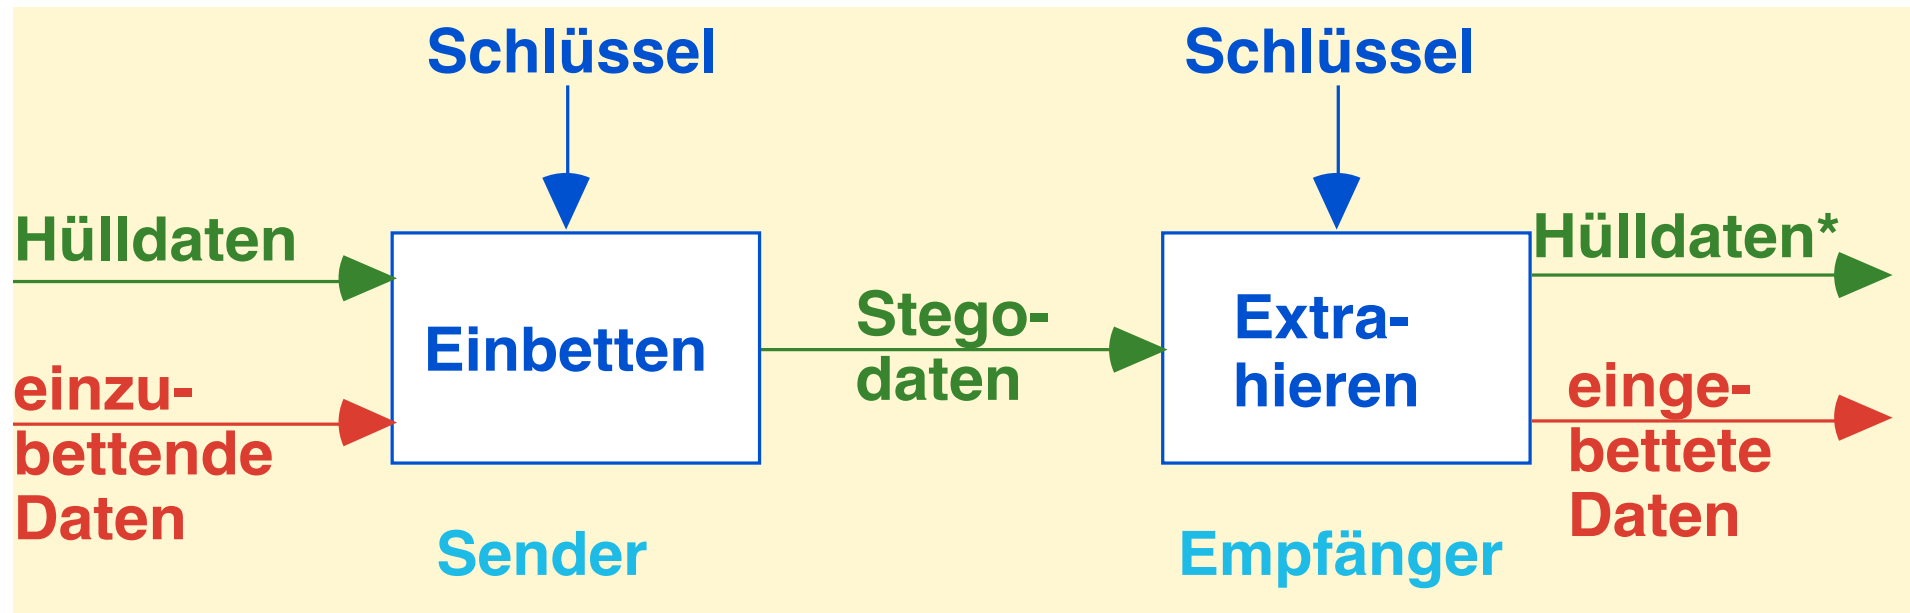 Schlüssel
Schlüssel
Hülldaten
Hülldaten*
einzu-
bettende
Daten
Einbetten
Stego-
daten
Extra-
hieren
einge-
bettete
Daten
Sender
Empfänger